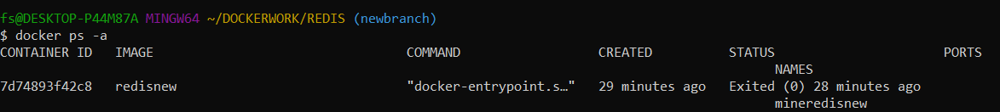 fs@DESKTOP-P44M87A MINGW64 ~/DOCKERWORK/REDIS (newbranch)
$ docker ps -a
CONTAINER ID   IMAGE                                     COMMAND                  CREATED          STATUS                      PORTS
               NAMES
7d74893f42c8   redisnew                                  "docker-entrypoint.s…"   29 minutes ago   Exited (0) 28 minutes ago
               mineredisnew